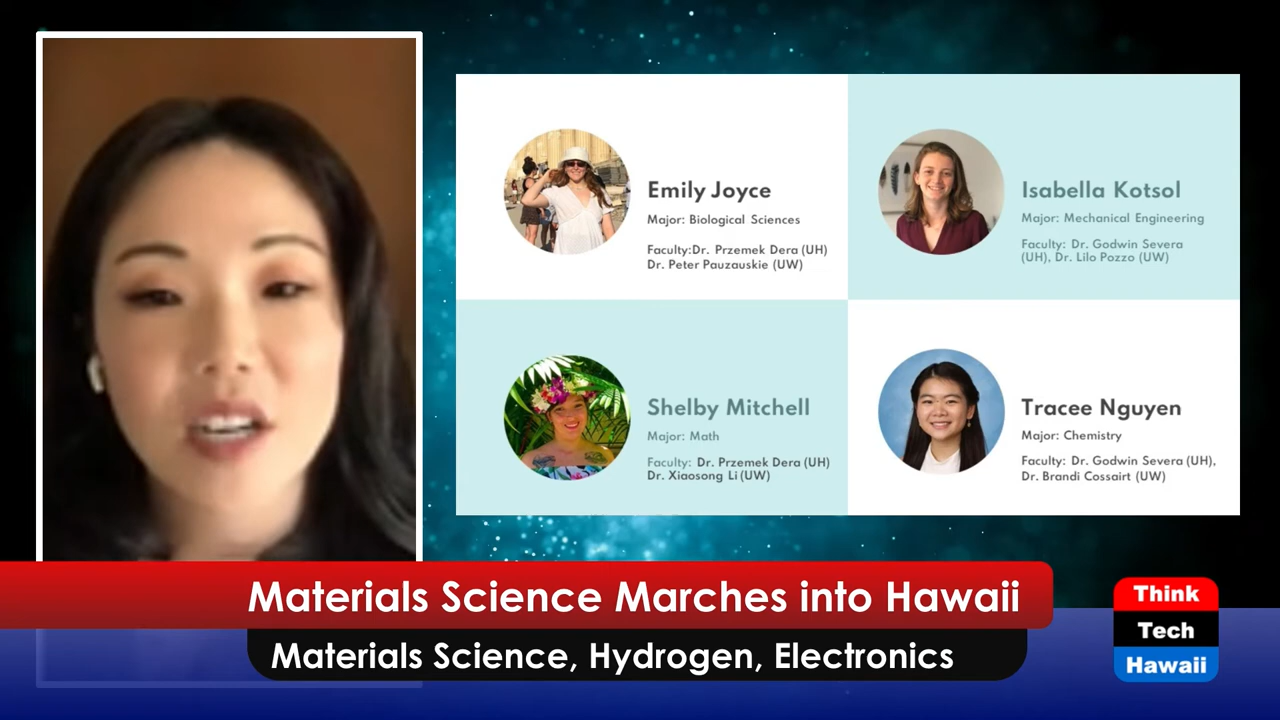 Emily Joyce
Major: Biological Sciences
Faculty:Dr. Przemek Dera (UH)
Dr. Peter Pauzauskie (UW)
Isabella Kotsol
Major: Mechanical Engineering
Faculty: Dr. Godwin Severa
(UH), Dr. Lilo Pozzo (UW)
Shelby Mitchell
Major: Math
Faculty: Dr. Przemek Dera (UH)
Dr. Xiaosong Li (UW)
Tracee Nguyen
Major: Chemistry
Faculty: Dr. Godwin Severa (UH),
Dr. Brandi Cossairt (UW)
Materials Science Marches into Hawaii
Materials Science, Hydrogen, Electronics
Think
Tech
Hawaii